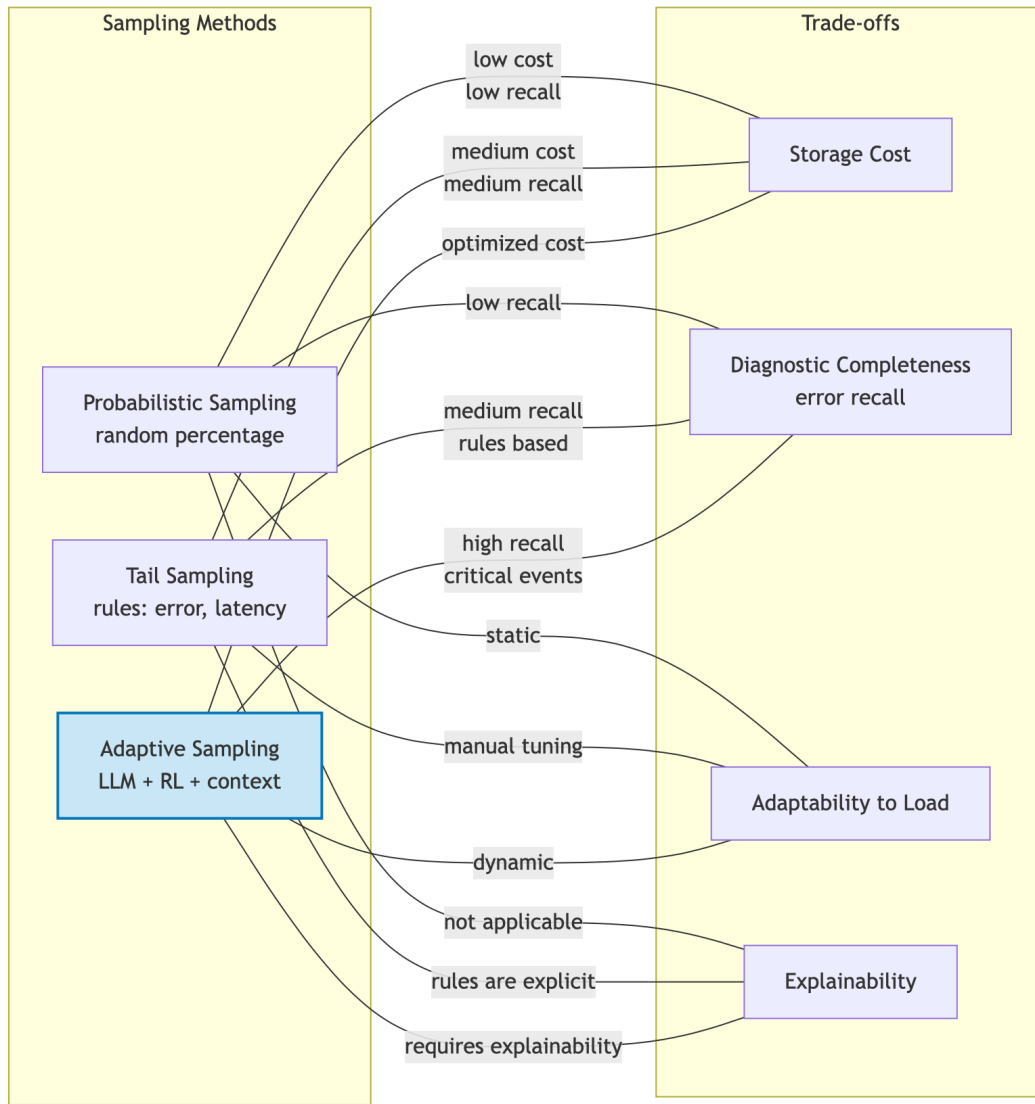 Sampling Methods
Trade-offs
low cost
low recall
medium cost
medium recall
optimized cost
low recall
medium recall
rules based
high recall
critical events
static
manual tuning
dynamic
not applicable
rules are explicit
requires explainability
Probabilistic Sampling
random percentage
Tail Sampling
rules: error, latency
Adaptive Sampling
LLM + RL + context
Storage Cost
Diagnostic Completeness
error recall
Adaptability to Load
Explainability